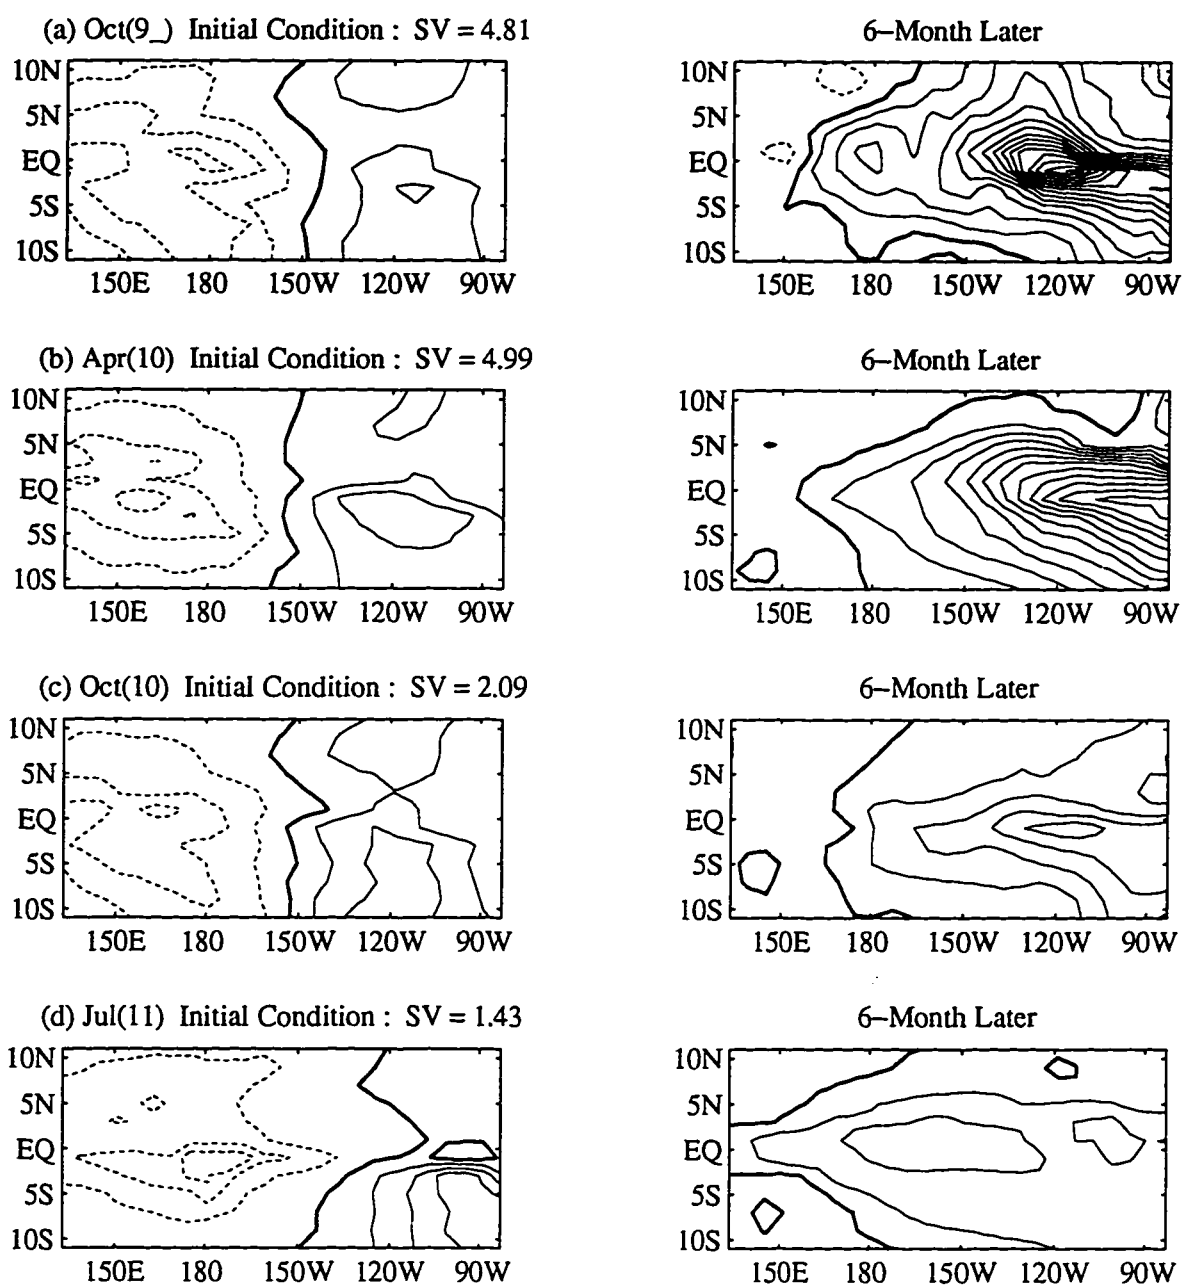 (a) Oct(9_) Initial Condition : SV = 4.81
6–Month Later
10N
5N
EQ
5S
10S
150E 180 150W 120W 90W
10N
5N
EQ
5S
10S
150E 180 150W 120W 90W
(b) Apr(10) Initial Condition : SV = 4.99
6–Month Later
10N
5N
EQ
5S
10S
150E 180 150W 120W 90W
10N
5N
EQ
5S
10S
150E 180 150W 120W 90W
(c) Oct(10) Initial Condition : SV = 2.09
6–Month Later
10N
5N
EQ
5S
10S
150E 180 150W 120W 90W
10N
5N
EQ
5S
10S
150E 180 150W 120W 90W
(d) Jul(11) Initial Condition : SV = 1.43
6–Month Later
10N
5N
EQ
5S
10S
150E 180 150W 120W 90W
10N
5N
EQ
5S
10S
150E 180 150W 120W 90W